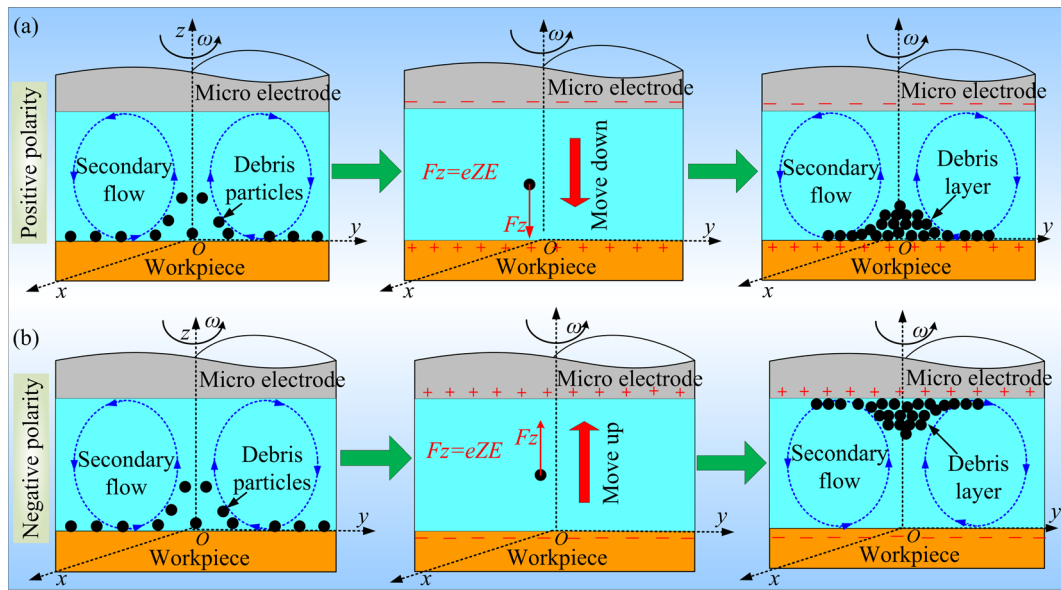 (a)
Positive polarity
z
ω
Micro electrode
Secondary
flow
Debris
particles
O
y
Workpiece
x
ω
Micro electrode
− − − − − − − − − − − − −
Fz=eZE
Move down
Fz
O
y
+ + + + + + + + + + + + +
Workpiece
x
ω
Micro electrode
− − − − − − − − − − − −
Secondary
flow
Debris
layer
O
y
+ + + + + + + + + + + + +
Workpiece
x
(b)
Negative polarity
z
ω
Micro electrode
Secondary
flow
Debris
particles
O
y
Workpiece
x
ω
Micro electrode
+ + + + + + + + + + + +
Fz=eZE
Fz
Move up
O
y
− − − − − − − − − − − −
Workpiece
x
ω
Micro electrode
+ + + + + + + + + + + +
Secondary
flow
Debris
layer
O
y
− − − − − − − − − − − −
Workpiece
x